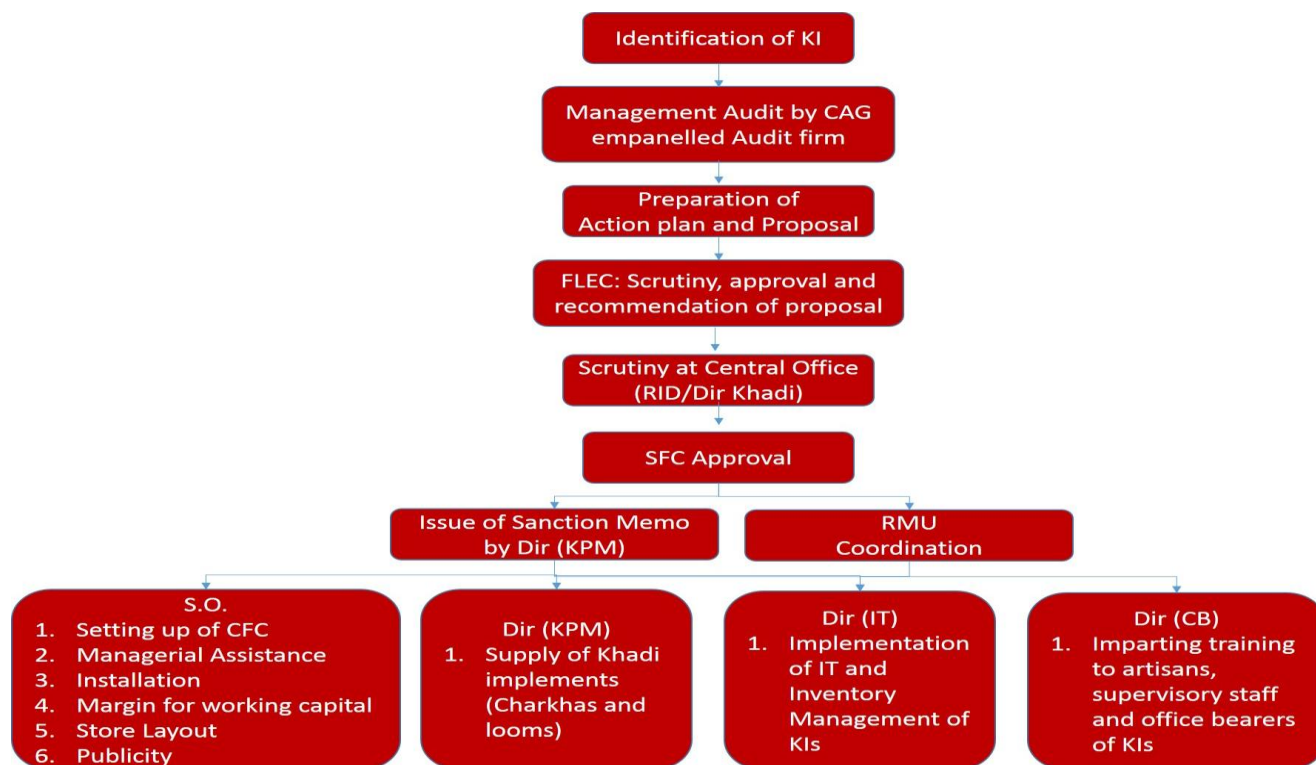 Identification of KI
Management Audit by CAG
empanelled Audit firm
Preparation of
Action plan and Proposal
FLEC: Scrutiny, approval and
recommendation of proposal
Scrutiny at Central Office
(RID/Dir Khadi)
SFC Approval
Issue of Sanction Memo
by Dir (KPM)
RMU
Coordination
S.O.
1. Setting up of CFC
2. Managerial Assistance
3. Installation
4. Margin for working capital
5. Store Layout
6. Publicity
Dir (KPM)
1. Supply of Khadi
implements
(Charkhas and
looms)
Dir (IT)
1. Implementation
of IT and
Inventory
Management of
KIs
Dir (CB)
1. Imparting training
to artisans,
supervisory staff
and office bearers
of KIs